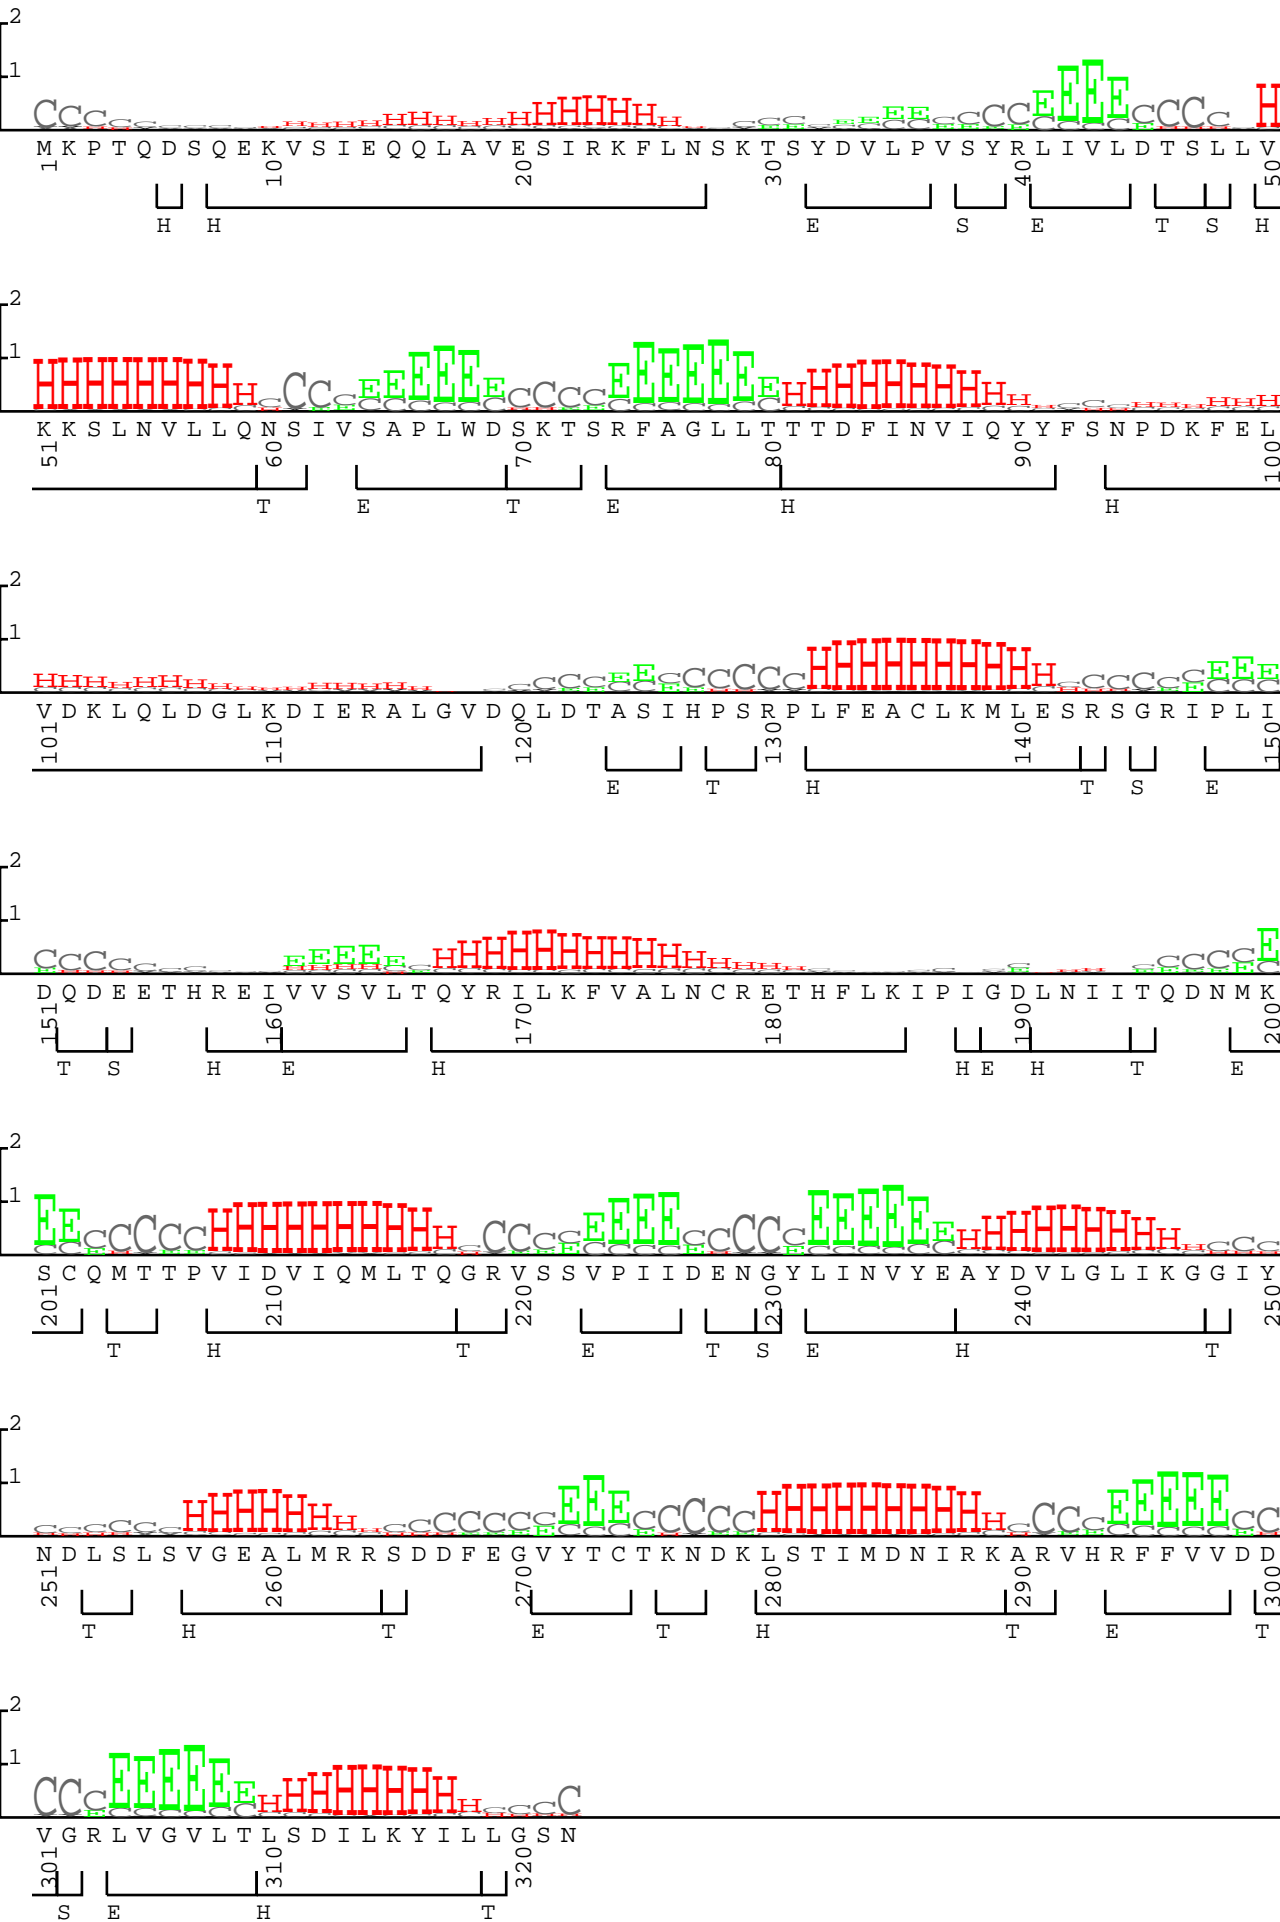 2
1
M K P T Q D S Q E K V S I E Q Q L A V E S I R K F L N S K T S Y D V L P V S Y R L I V L D T S L L V
1 10 20 30 40 50
H H E S E T S H
2
1
K K S L N V L L Q N S I V S A P L W D S K T S R F A G L L T T T D F I N V I Q Y Y F S N P D K F E L
51 60 70 80 90 100
T E T E H H
2
1
V D K L Q L D G L K D I E R A L G V D Q L D T A S I H P S R P L F E A C L K M L E S R S G R I P L I
101 110 120 130 140 150
E T H T S E
2
1
D Q D E E T H R E I V V S V L T Q Y R I L K F V A L N C R E T H F L K I P I G D L N I I T Q D N M K
151 160 170 180 190 200
T S H E H H E H T E
2
1
S C Q M T T P V I D V I Q M L T Q G R V S S V P I I D E N G Y L I N V Y E A Y D V L G L I K G G I Y
201 210 220 230 240 250
T H T E T S E H T
2
1
N D L S L S V G E A L M R R S D D F E G V Y T C T K N D K L S T I M D N I R K A R V H R F F V V D D
251 260 270 280 290 300
T H T E T H T E T
2
1
V G R L V G V L T L S D I L K Y I L L G S N
301 310 320
S E H T